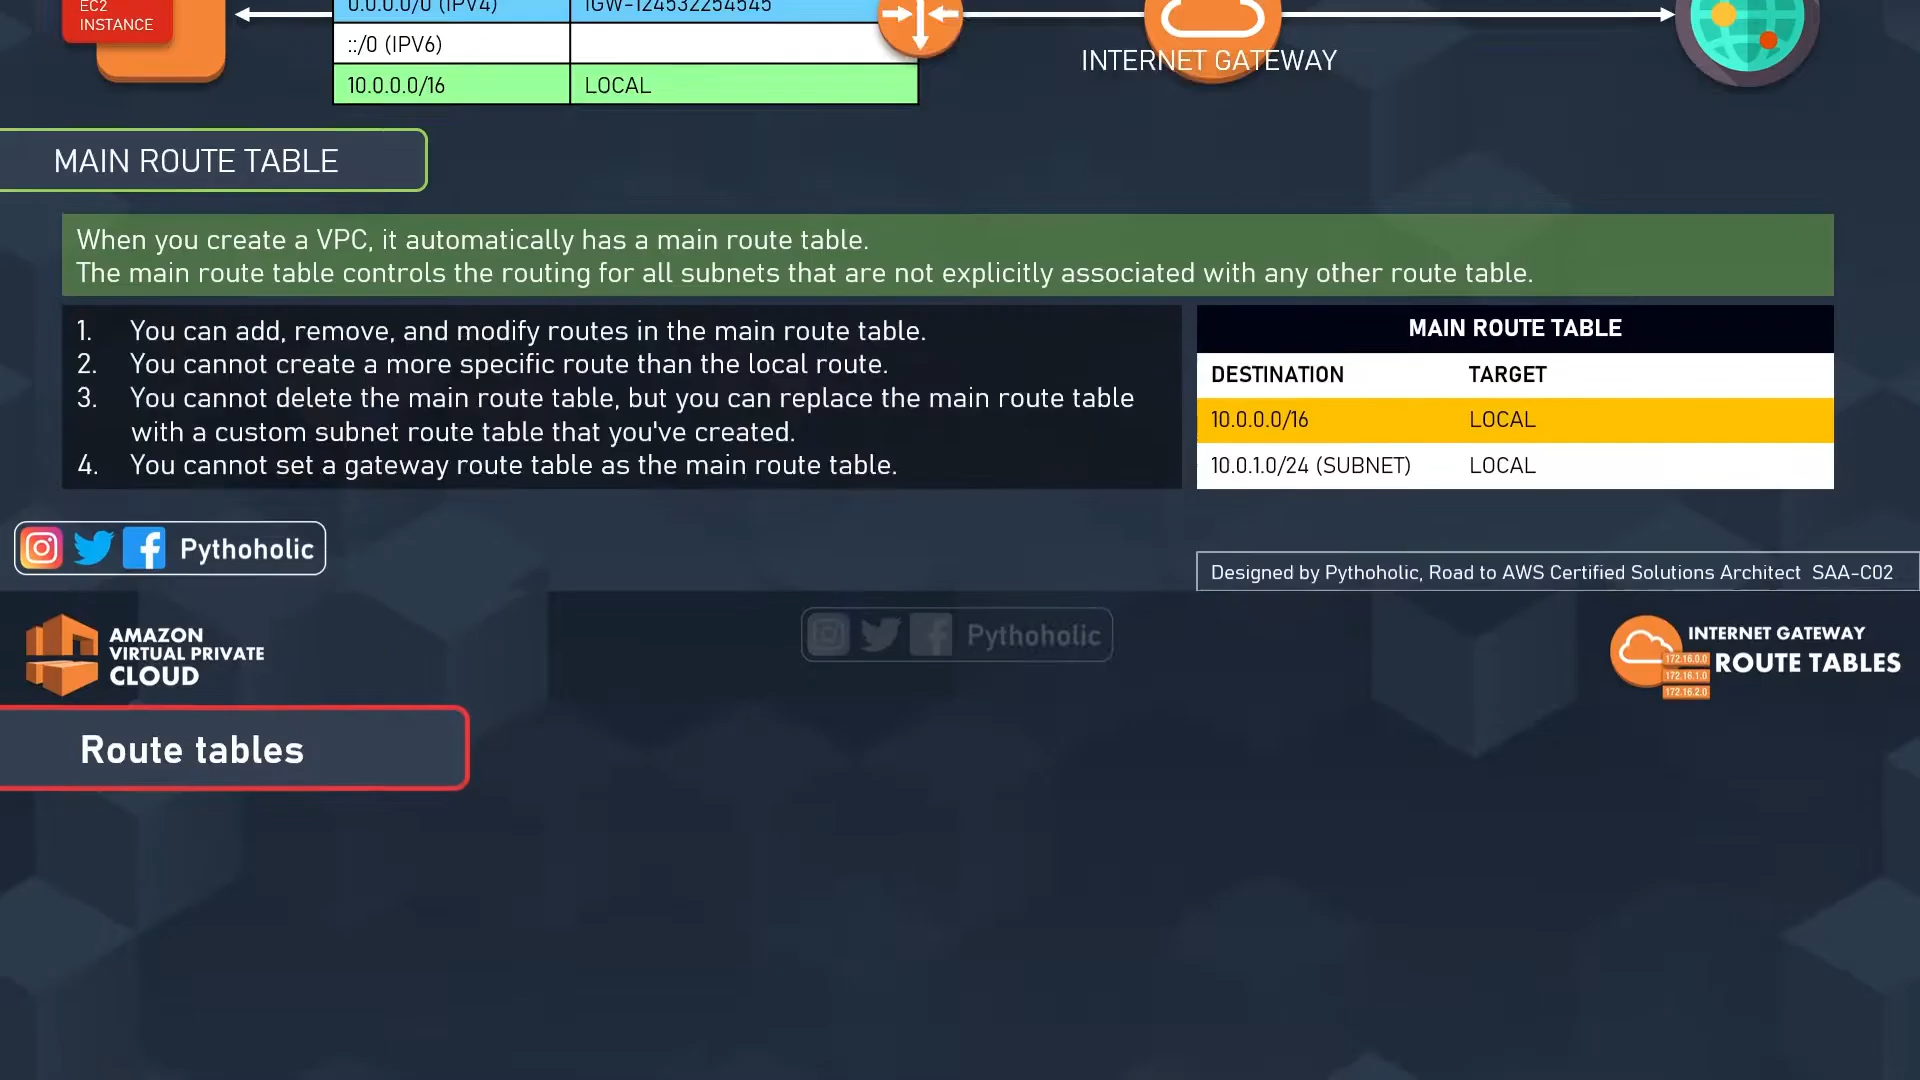 EC2
INSTANCE
0.0.0.0/0 (IPV4) IGW-124532254545
::/0 (IPV6)
10.0.0.0/16 LOCAL
INTERNET GATEWAY
MAIN ROUTE TABLE
When you create a VPC, it automatically has a main route table.
The main route table controls the routing for all subnets that are not explicitly associated with any other route table.
1. You can add, remove, and modify routes in the main route table.
2. You cannot create a more specific route than the local route.
3. You cannot delete the main route table, but you can replace the main route table
with a custom subnet route table that you've created.
4. You cannot set a gateway route table as the main route table.
MAIN ROUTE TABLE
DESTINATION TARGET
10.0.0.0/16 LOCAL
10.0.1.0/24 (SUBNET) LOCAL
Pythoholic
Designed by Pythoholic, Road to AWS Certified Solutions Architect SAA-C02
AMAZON
VIRTUAL PRIVATE
CLOUD
Pythoholic
INTERNET GATEWAY
ROUTE TABLES
172.16.0.0
172.16.1.0
172.16.2.0
Route tables